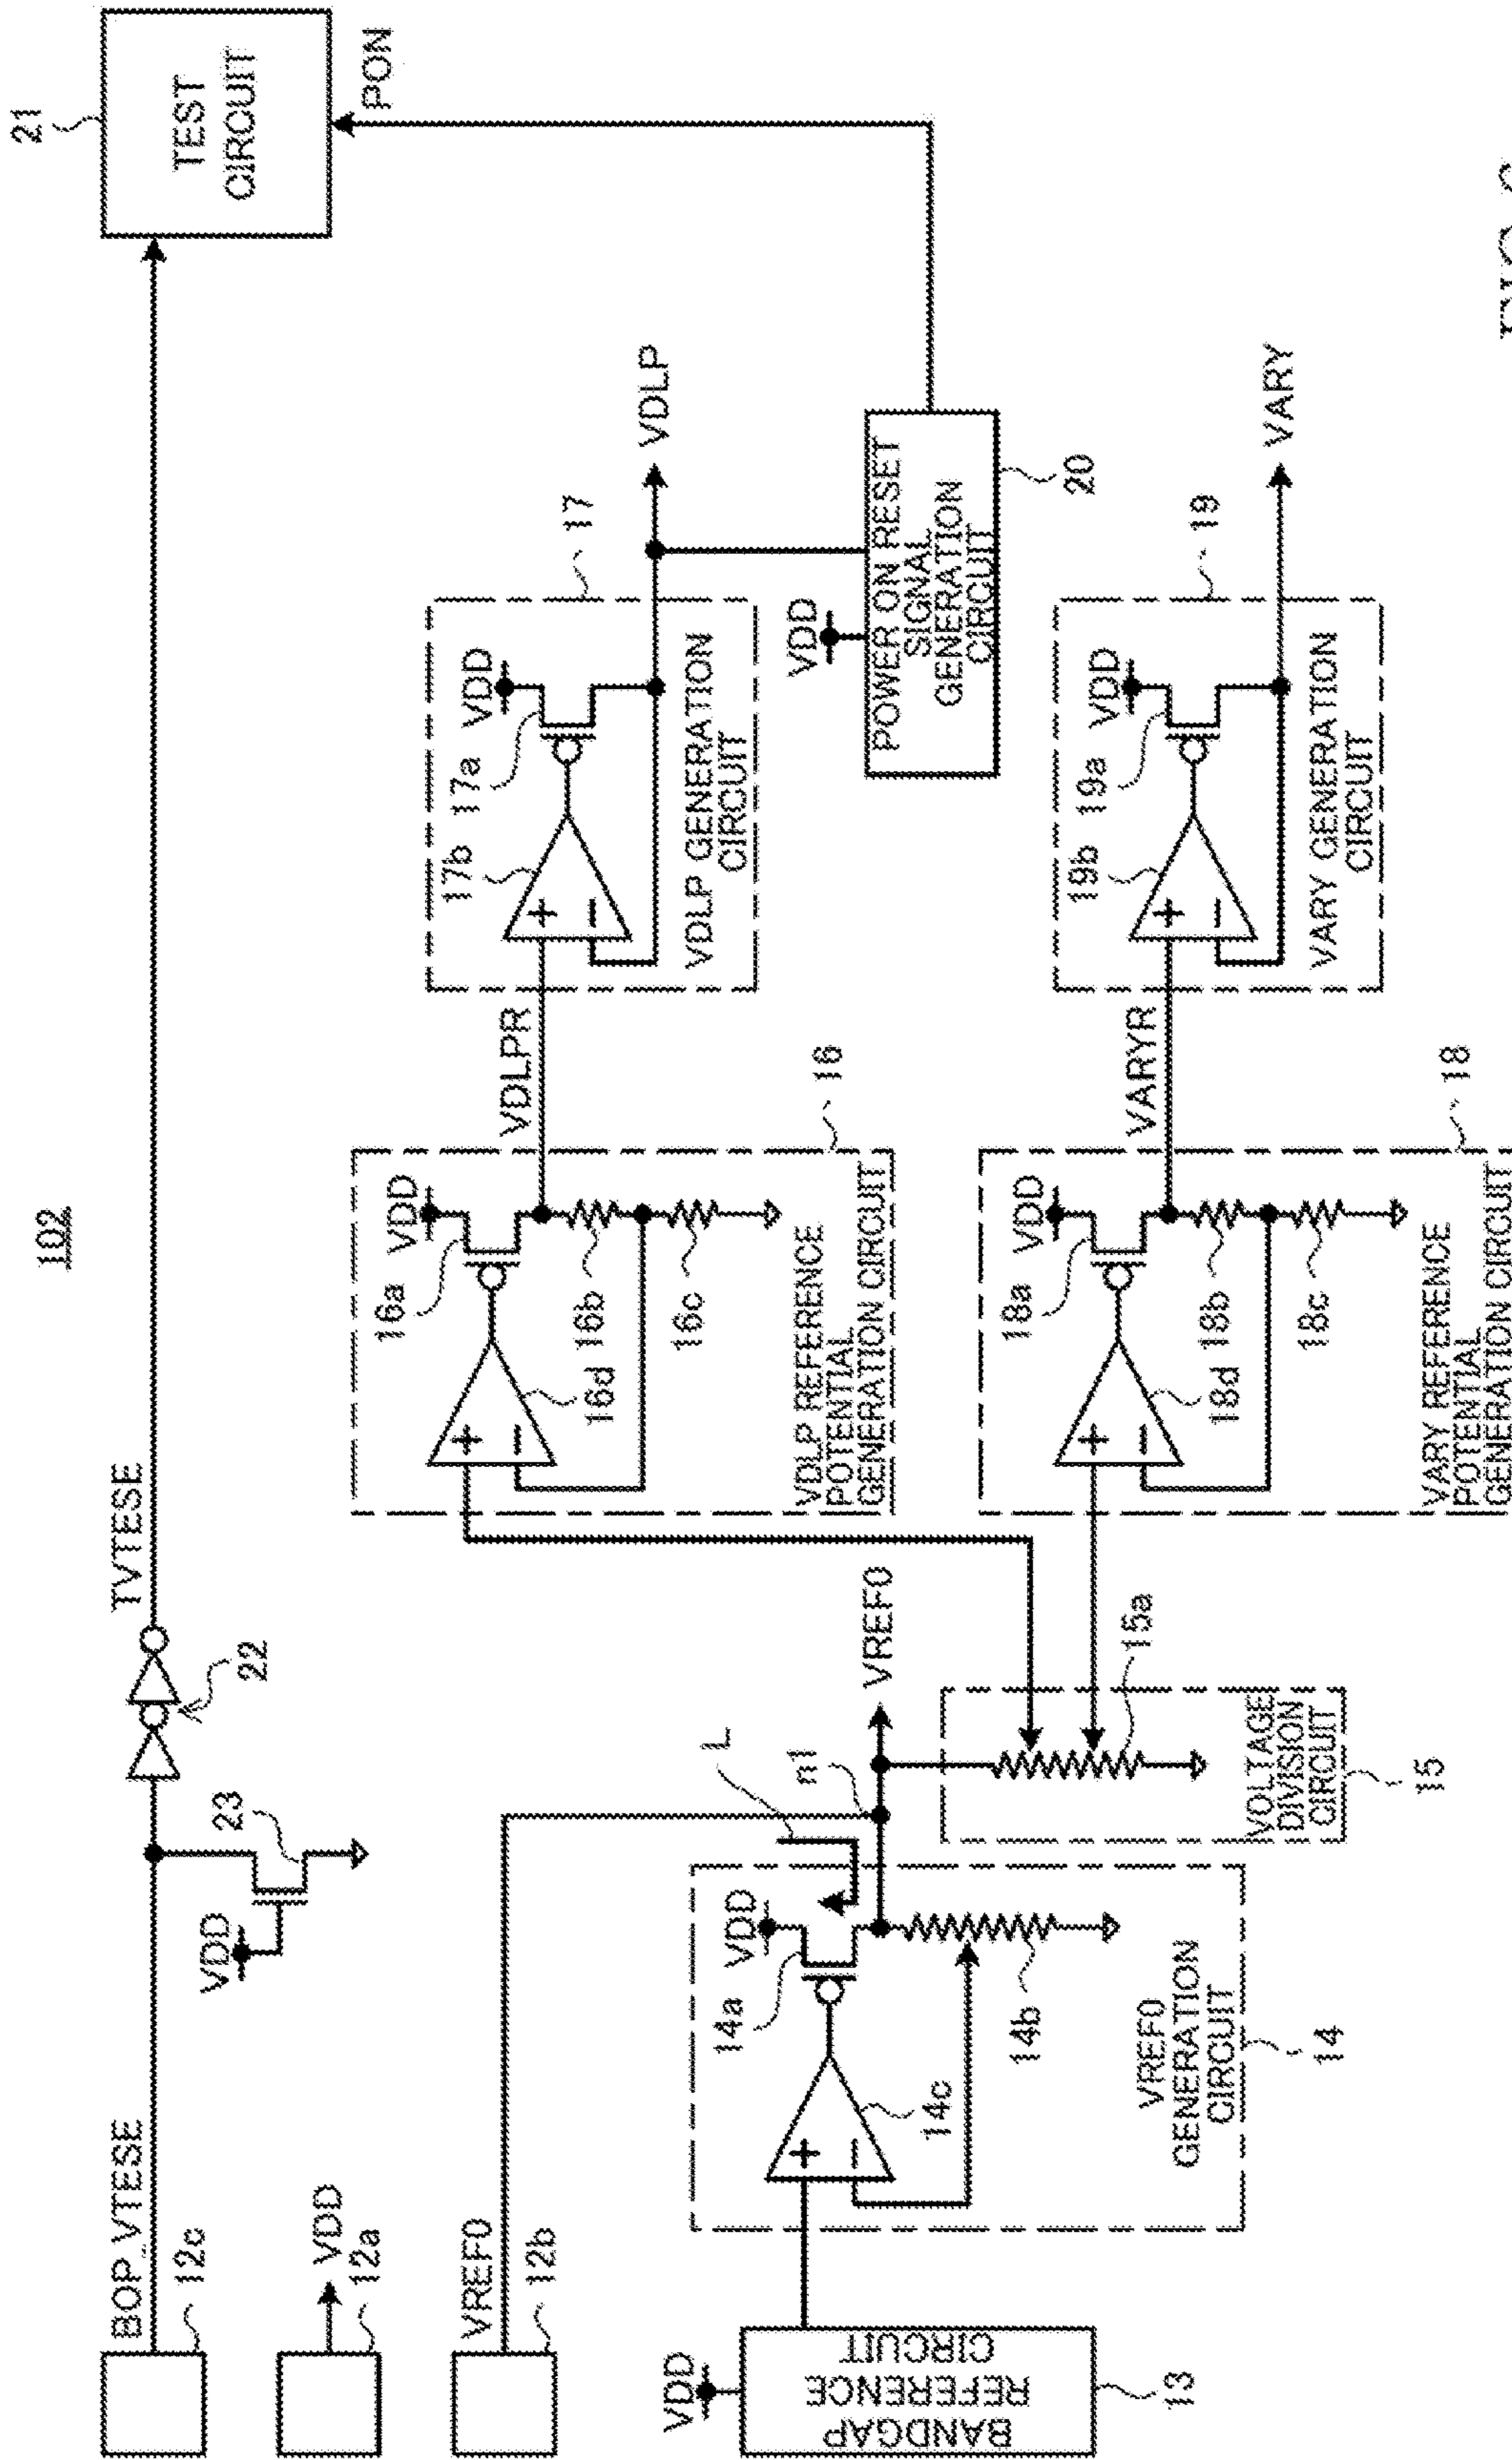 102
BOP_VTESE
12c
VDD
23
22
TVTESE
TEST
CIRCUIT
21
PON
VDD
12a
VREF0
12b
VDD
BANDGAP
REFERENCE
CIRCUIT
13
VDD
14a
14c
14b
VREF0
GENERATION
CIRCUIT
14
L
n1
VREF0
15a
VOLTAGE
DIVISION
CIRCUIT
15
VDD
16a
16d
16b
16c
VDLP REFERENCE
POTENTIAL
GENERATION CIRCUIT
16
VDLPR
VDD
17a
17b
VDLP GENERATION
CIRCUIT
17
VDLP
VDD
POWER ON RESET
SIGNAL
GENERATION
CIRCUIT
20
VDD
18a
18d
18b
18c
VARY REFERENCE
POTENTIAL
GENERATION CIRCUIT
18
VARYR
VDD
19a
19b
VARY GENERATION
CIRCUIT
19
VARY